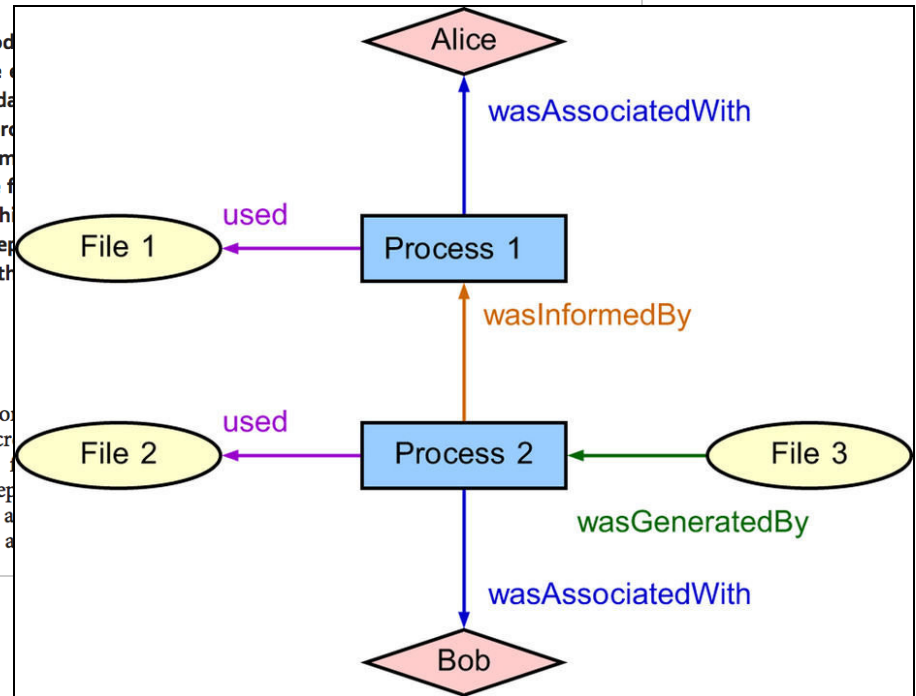 Alice
wasAssociatedWith
used
File 1
Process 1
wasInformedBy
used
File 2
Process 2
File 3
wasGeneratedBy
wasAssociatedWith
Bob